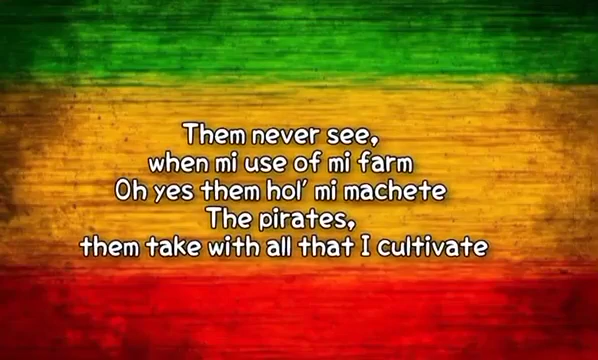 Them never see,
when mi use of mi farm
Oh yes them hol' mi machete
The pirates,
them take with all that I cultivate